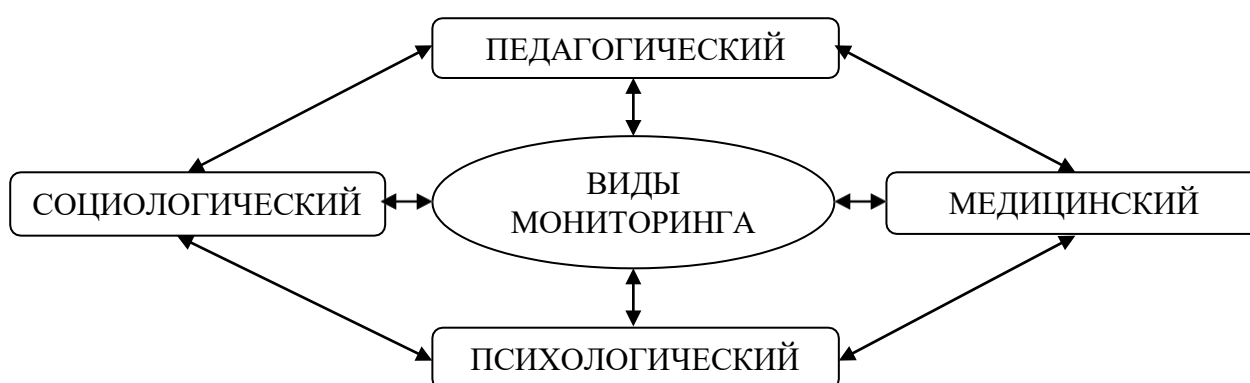 ПЕДАГОГИЧЕСКИЙ
СОЦИОЛОГИЧЕСКИЙ
ВИДЫ
МОНИТОРИНГА
МЕДИЦИНСКИЙ
ПСИХОЛОГИЧЕСКИЙ